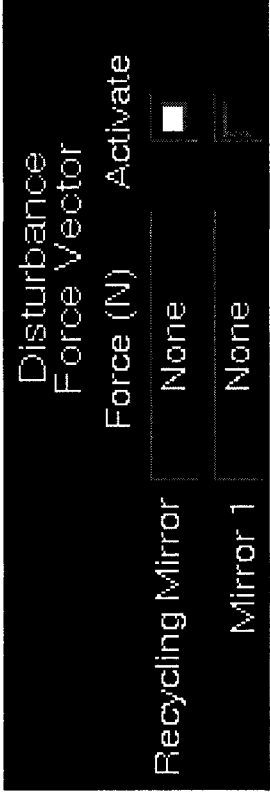 Disturbance
Force Vector
Force (N) Activate
Recycling Mirror None
Mirror 1 None